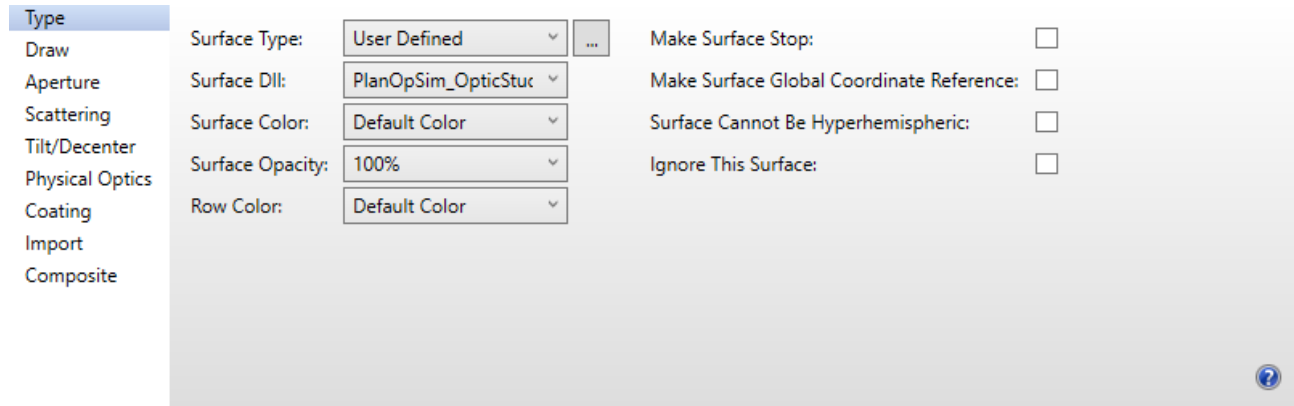 Type
Draw
Aperture
Scattering
Tilt/Decenter
Physical Optics
Coating
Import
Composite
Surface Type: User Defined ...
Surface Dll: PlanOpSim_OpticStuc
Surface Color: Default Color
Surface Opacity: 100%
Row Color: Default Color
Make Surface Stop:
Make Surface Global Coordinate Reference:
Surface Cannot Be Hyperhemispheric:
Ignore This Surface:
?